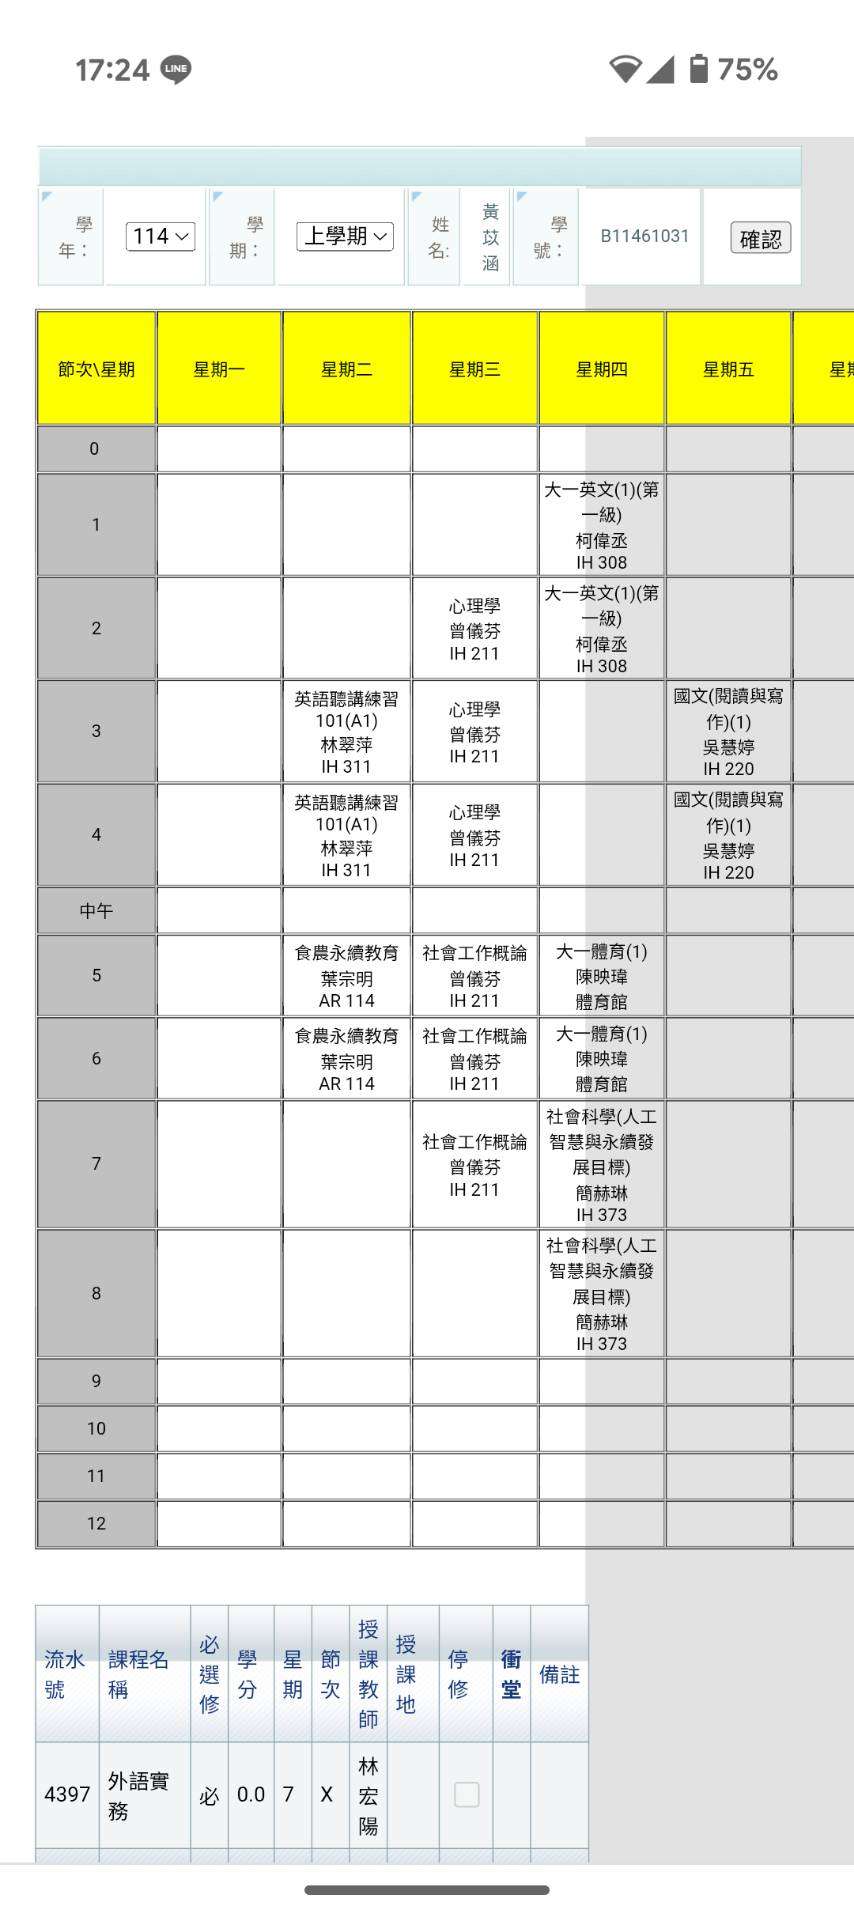 17:24 LINE 75%
學年： 114 學期： 上學期 姓名: 黃苡涵 學號： B11461031 確認
節次\星期 星期一 星期二 星期三 星期四 星期五
0
1
大一英文(1)(第一級)
柯偉丞
IH 308
2
心理學
曾儀芬
IH 211
大一英文(1)(第一級)
柯偉丞
IH 308
3
英語聽講練習
101(A1)
林翠萍
IH 311
心理學
曾儀芬
IH 211
國文(閱讀與寫作)(1)
吳慧婷
IH 220
4
英語聽講練習
101(A1)
林翠萍
IH 311
心理學
曾儀芬
IH 211
國文(閱讀與寫作)(1)
吳慧婷
IH 220
中午
5
食農永續教育
葉宗明
AR 114
社會工作概論
曾儀芬
IH 211
大一體育(1)
陳映瑋
體育館
6
食農永續教育
葉宗明
AR 114
社會工作概論
曾儀芬
IH 211
大一體育(1)
陳映瑋
體育館
7
社會工作概論
曾儀芬
IH 211
社會科學(人工智慧與永續發展目標)
簡赫琳
IH 373
8
社會科學(人工智慧與永續發展目標)
簡赫琳
IH 373
9
10
11
12
流水號 課程名稱 必選修 學分 星期 節次 授課教師 授課地 停修 衝堂 備註
4397 外語實務 必 0.0 7 X 林宏陽